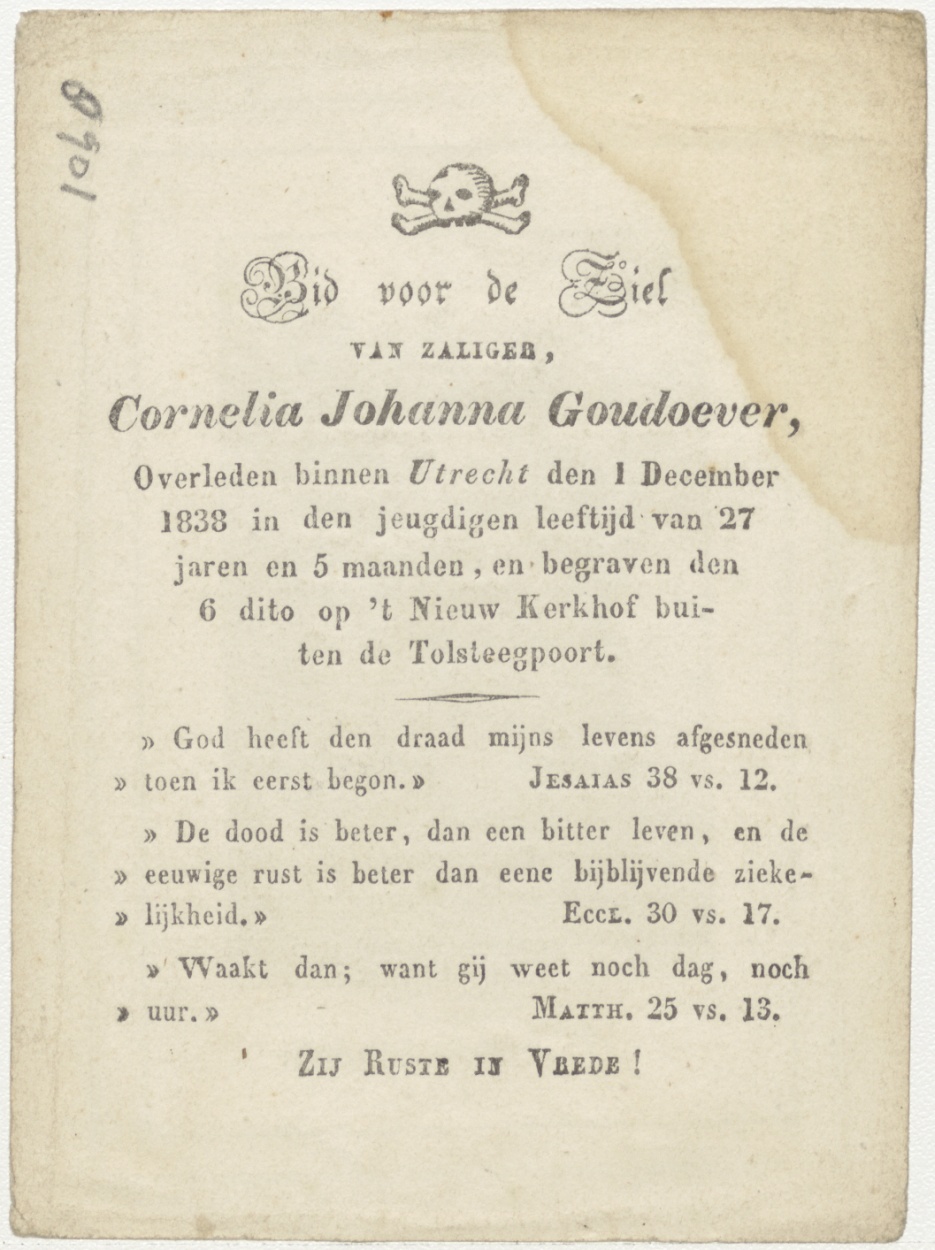 Bid voor de Ziel
VAN ZALIGER,
Cornelia Johanna Goudoever,
Overleden binnen Utrecht den 1 December
1838 in den jeugdigen leeftijd van 27
jaren en 5 maanden, en begraven den
6 dito op 't Nieuw Kerkhof bui-
ten de Tolsteegpoort.
» God heeft den draad mijns levens afgesneden
» toen ik eerst begon.» JESAIAS 38 vs. 12.
» De dood is beter, dan een bitter leven, en de
» eeuwige rust is beter dan eene bijblijvende zieke-
» lijkheid.» ECCL. 30 vs. 17.
» Waakt dan; want gij weet noch dag, noch
» uur.» MATTH. 25 vs. 13.
ZIJ RUSTE IN VREDE!